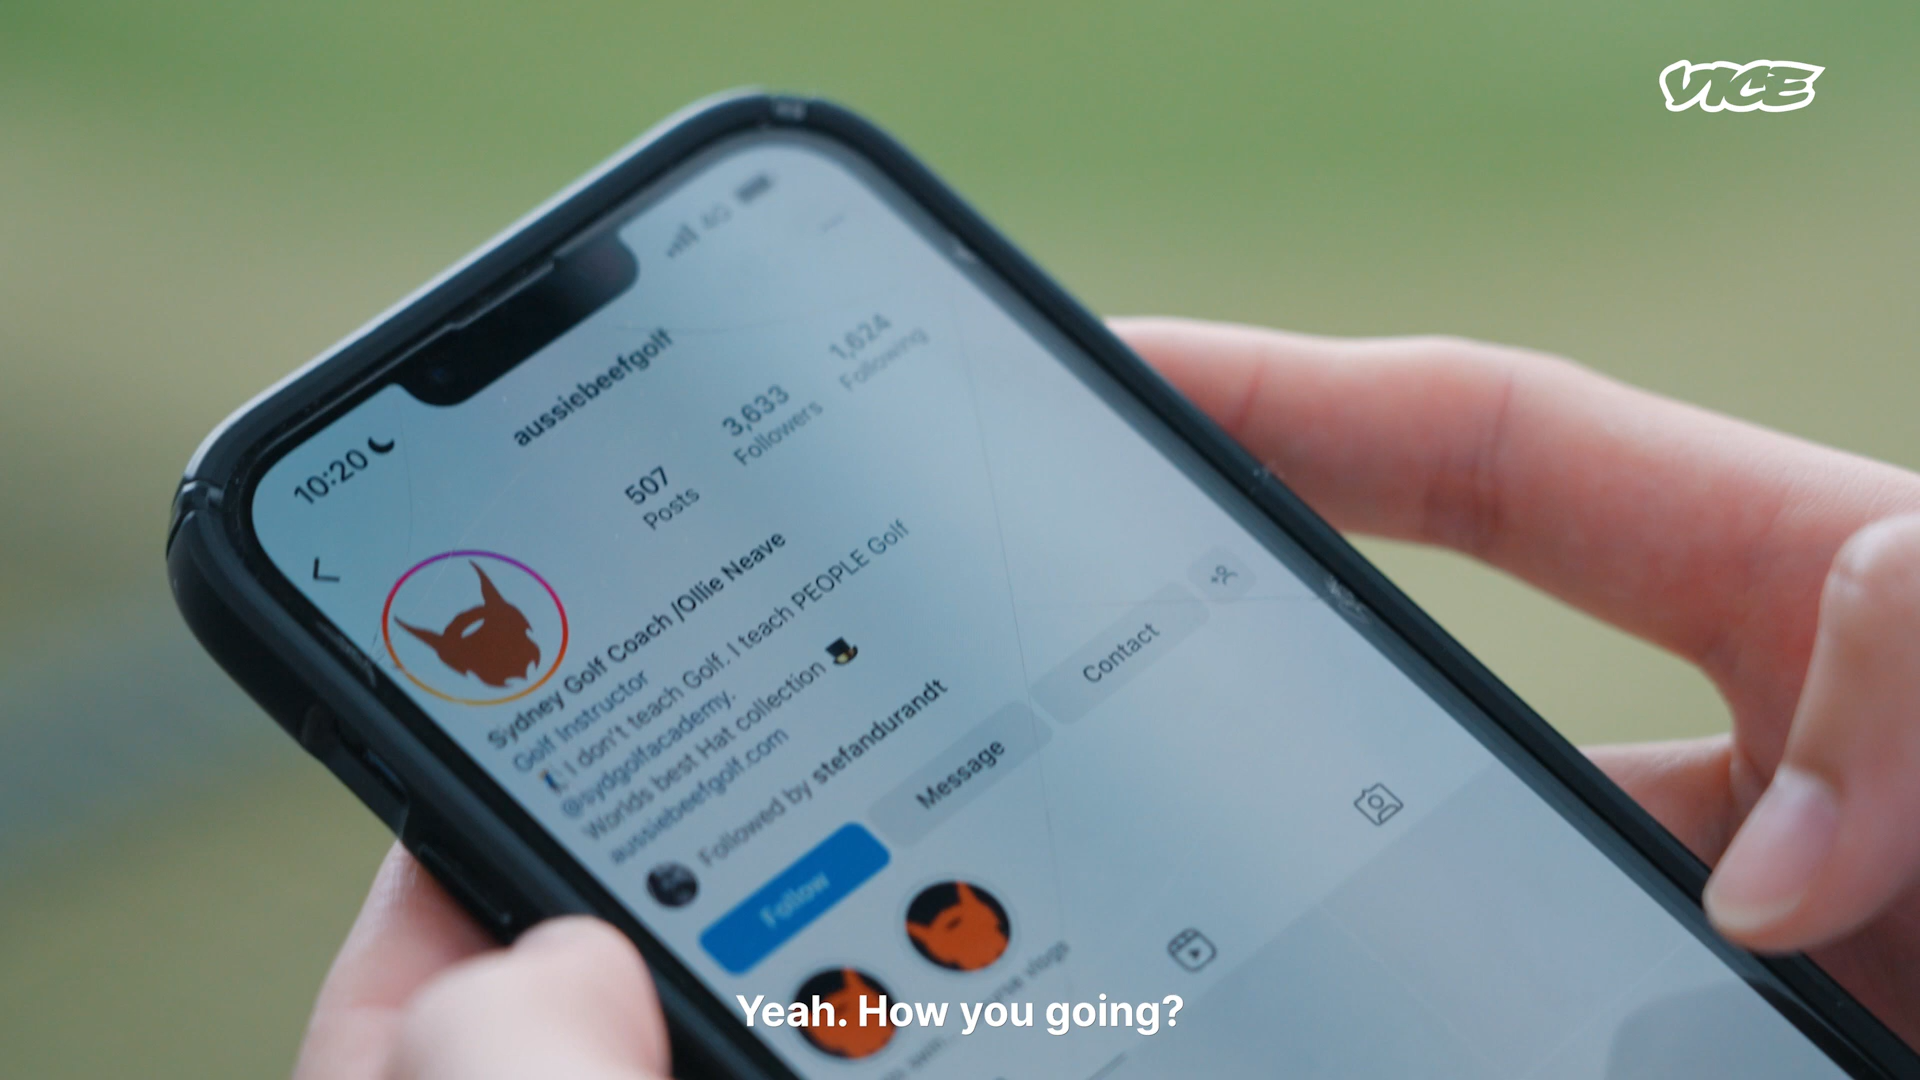 VICE
4G
10:20
aussiebeefgolf
507
Posts
3,633
Followers
1,624
Following
Sydney Golf Coach /Ollie Neave
Golf Instructor
I don't teach Golf. I teach PEOPLE Golf
@sydgolfacademy.
Worlds best Hat collection
aussiebeefgolf.com
Followed by stefandurandt
Follow
Message
Contact
vlogs
Yeah. How you going?